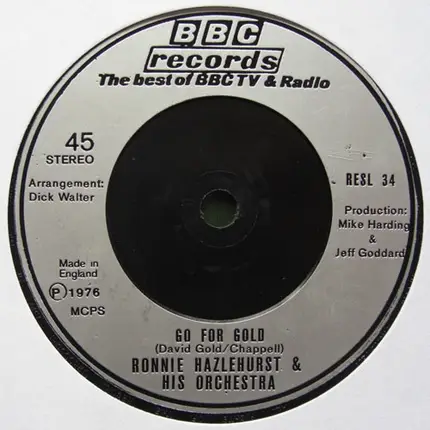 BBC
records
The best of BBC TV & Radio
45
STEREO
Arrangement:
Dick Walter
RESL 34
Production:
Mike Harding
&
Jeff Goddard
Made in
England
Ⓟ1976
MCPS
GO FOR GOLD
(David Gold/Chappell)
RONNIE HAZLEHURST &
HIS ORCHESTRA